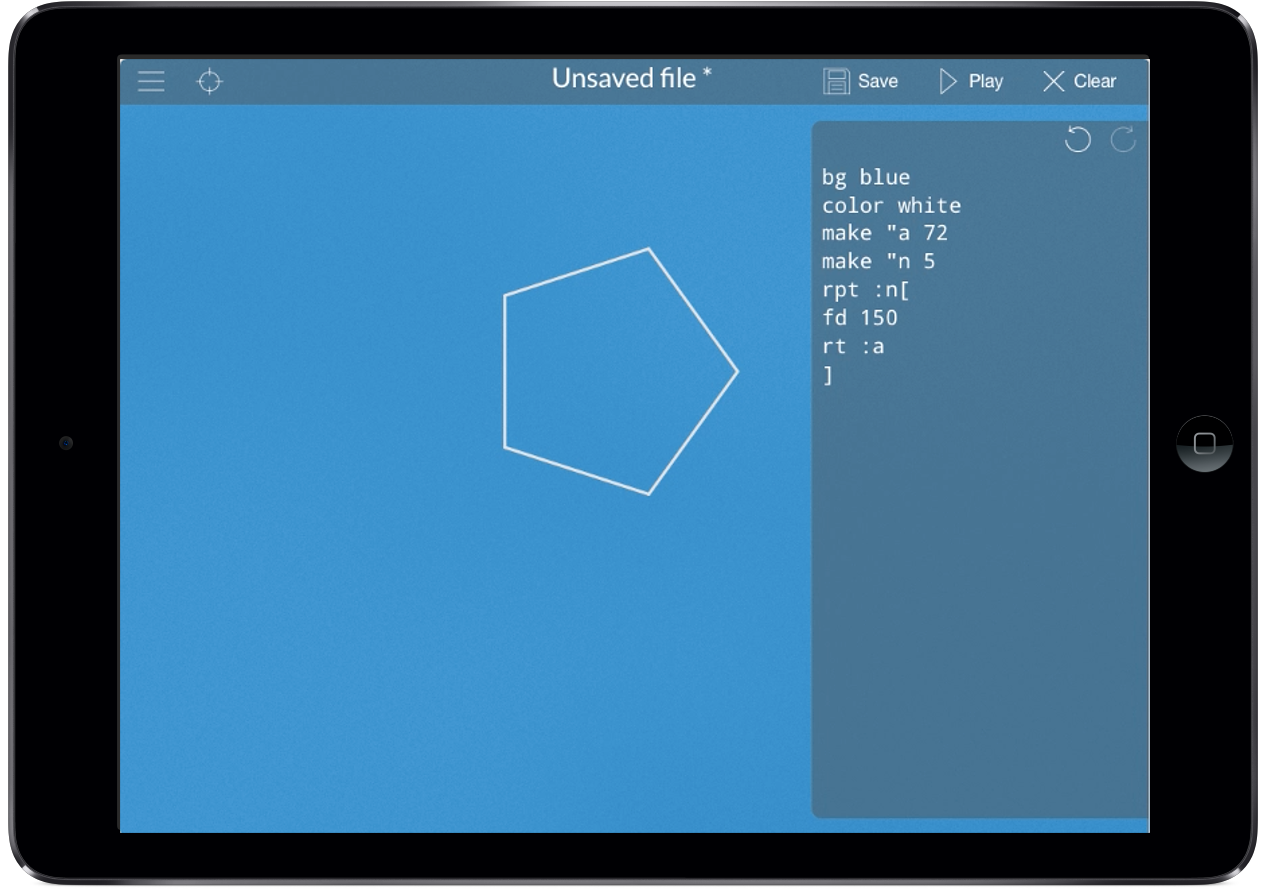 Unsaved file *
Save
Play
Clear
bg blue
color white
make "a 72
make "n 5
rpt :n[
fd 150
rt :a
]